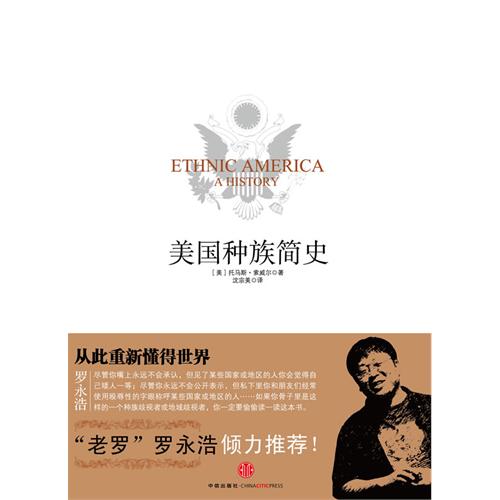 ETHNIC AMERICA
A HISTORY
美国种族简史
[美]托马斯·索威尔◎著
沈宗美◎译
从此重新懂得世界
罗永浩
尽管你嘴上永远不会承认，但见了某些国家或地区的人你会觉得自
己矮人一等；尽管你永远不会公开表示，但私下里你和朋友们经常
使用极辱性的字眼称呼某些国家或地区的人……如果你骨子里是这
样的一个种族歧视者或地域歧视者，你一定要偷偷读一读这本书。
“老罗”罗永浩倾力推荐！
中信出版社·CHINACITICPRESS